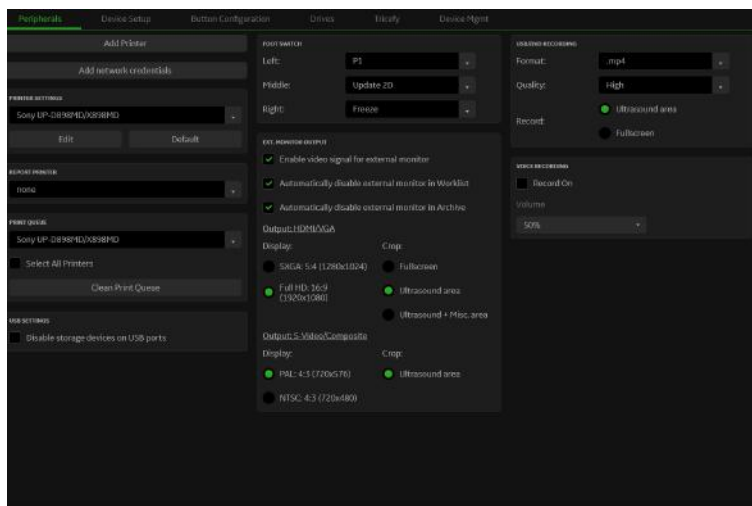 Peripherals
Device Setup
Button Configuration
Drives
Tricefy
Device Mgmt
Add Printer
Add network credentials
PRINTER SETTINGS
Sony UP-D898MD/X898MD
Edit
Default
REPORT PRINTER
none
PRINT QUEUE
Sony UP-D898MD/X898MD
Select All Printers
Clean Print Queue
USB SETTINGS
Disable storage devices on USB ports
FOOT SWITCH
Left:
P1
Middle:
Update 2D
Right:
Freeze
EXT. MONITOR OUTPUT
Enable video signal for external monitor
Automatically disable external monitor in Worklist
Automatically disable external monitor in Archive
Output: HDMI/VGA
Display:
Crop:
SXGA: 5:4 (1280x1024)
Fullscreen
Full HD: 16:9
(1920x1080)
Ultrasound area
Ultrasound + Misc. area
Output: S-Video/Composite
Display:
Crop:
PAL: 4:3 (720x576)
Ultrasound area
NTSC: 4:3 (720x480)
USB/DVD RECORDING
Format:
.mp4
Quality:
High
Record:
Ultrasound area
Fullscreen
VOICE RECORDING
Record On
Volume
50%